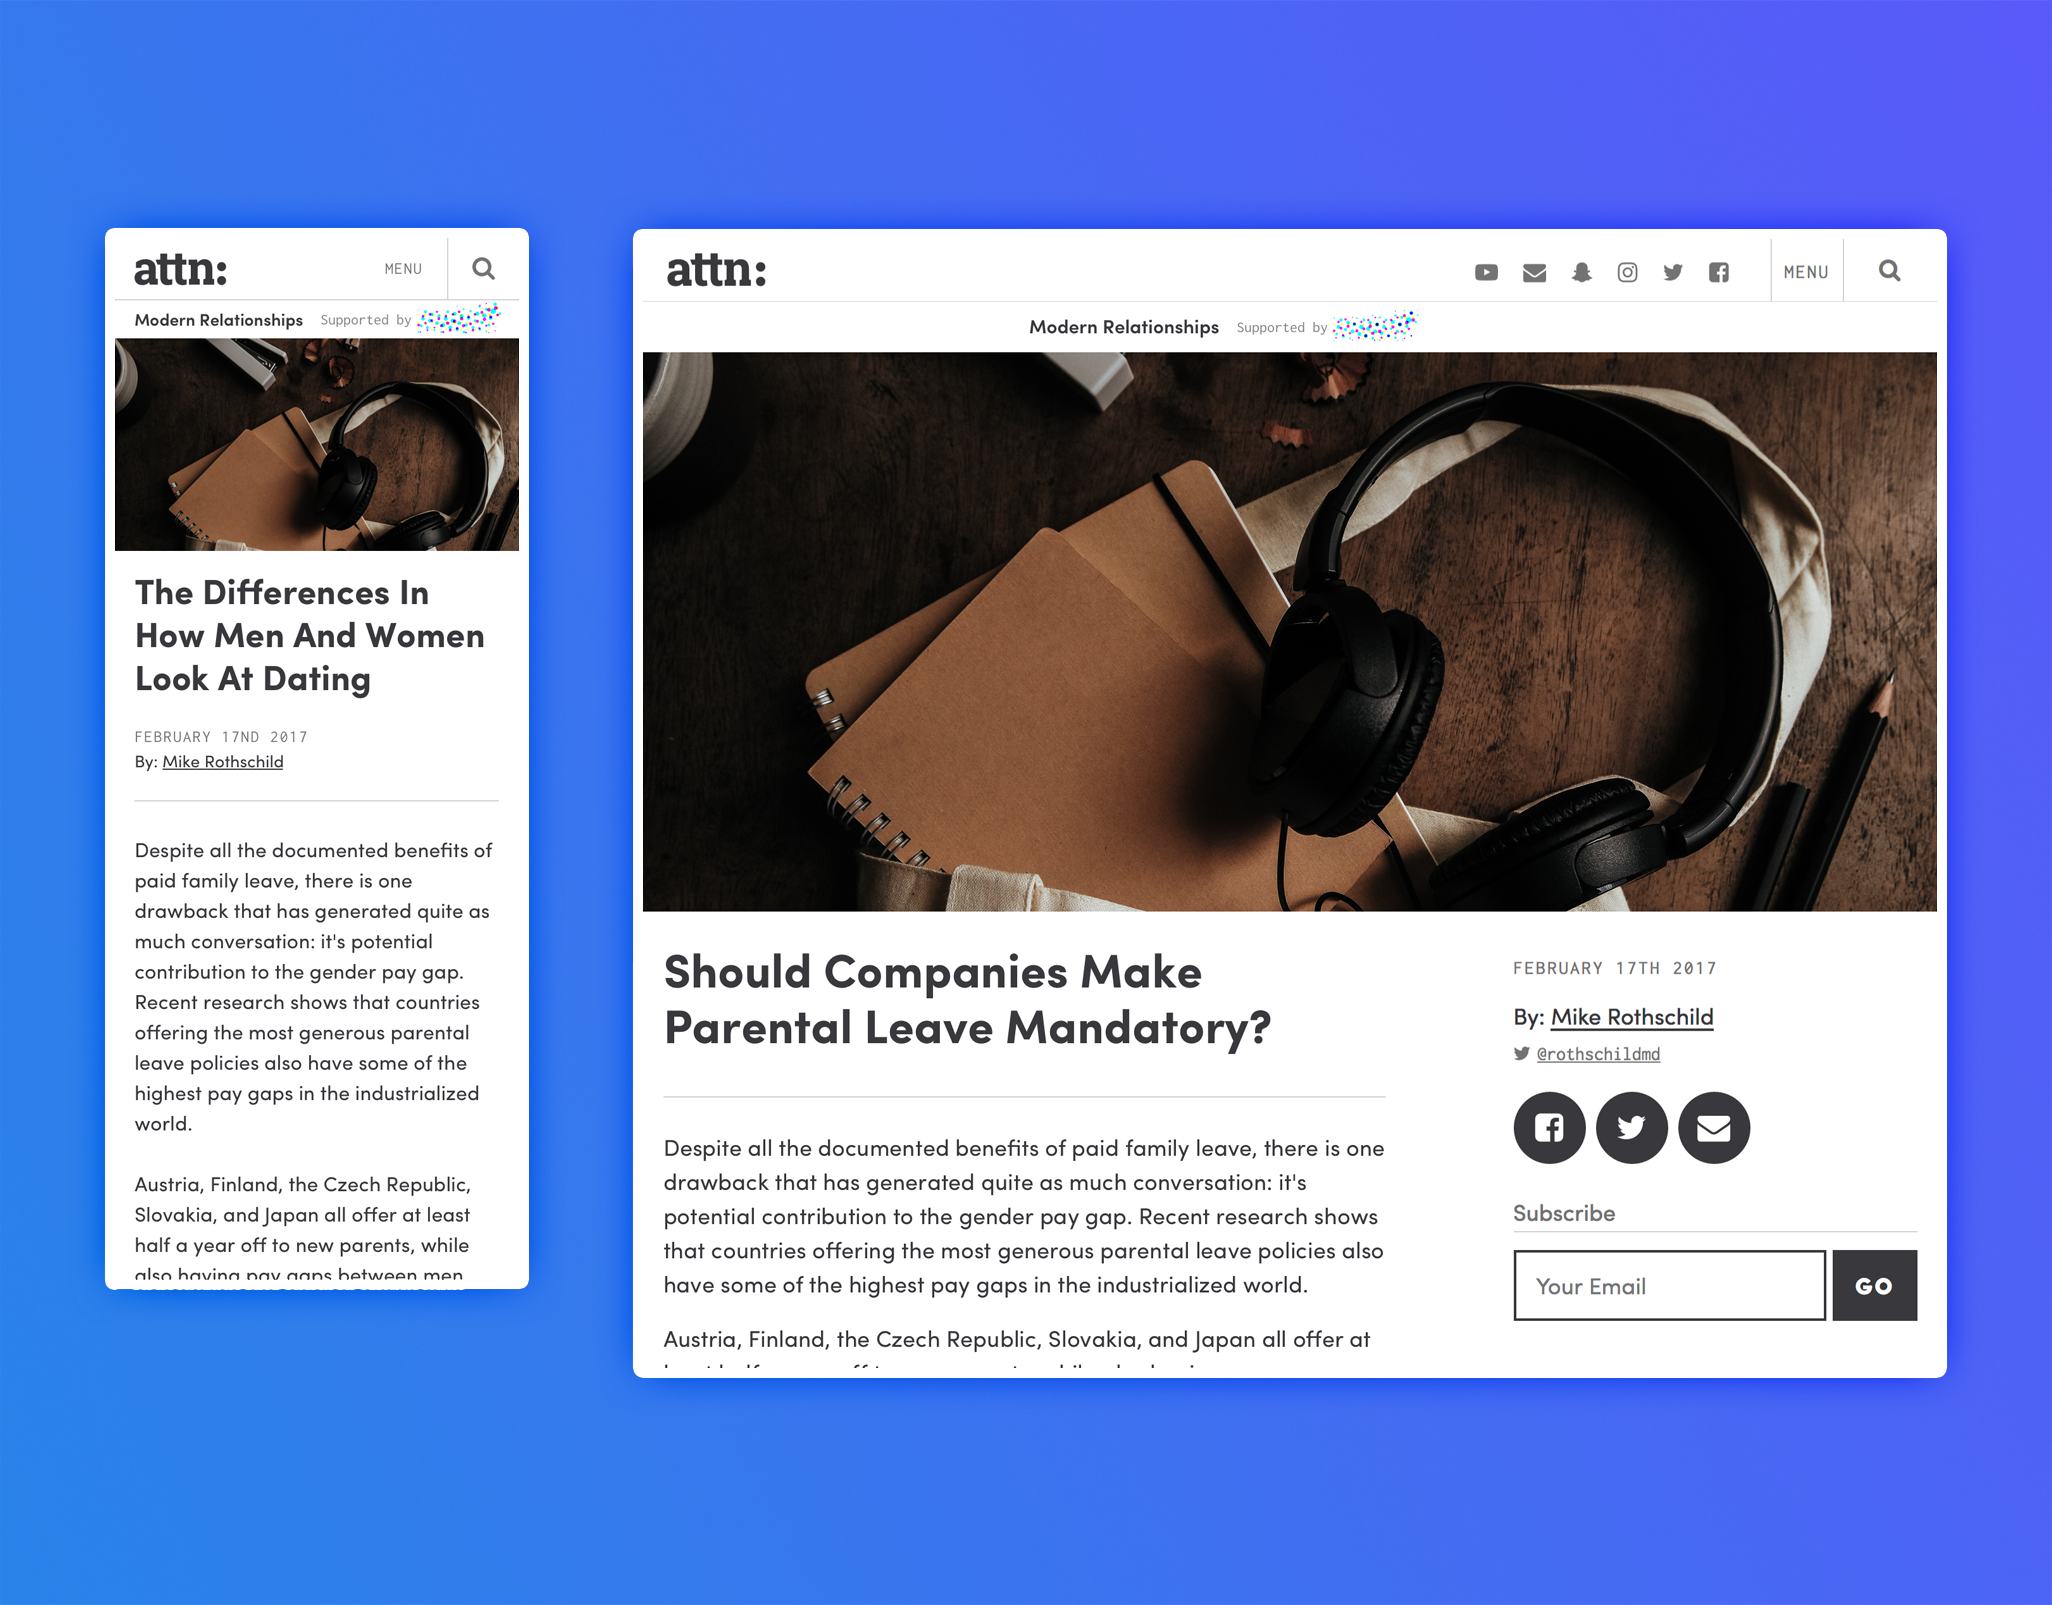 attn:
MENU
Modern Relationships Supported by
The Differences In
How Men And Women
Look At Dating
FEBRUARY 17ND 2017
By: Mike Rothschild
Despite all the documented benefits of
paid family leave, there is one
drawback that has generated quite as
much conversation: it's potential
contribution to the gender pay gap.
Recent research shows that countries
offering the most generous parental
leave policies also have some of the
highest pay gaps in the industrialized
world.
Austria, Finland, the Czech Republic,
Slovakia, and Japan all offer at least
half a year off to new parents, while
also having pay gaps between men
attn:
MENU
Modern Relationships Supported by
Should Companies Make
Parental Leave Mandatory?
Despite all the documented benefits of paid family leave, there is one
drawback that has generated quite as much conversation: it's
potential contribution to the gender pay gap. Recent research shows
that countries offering the most generous parental leave policies also
have some of the highest pay gaps in the industrialized world.
Austria, Finland, the Czech Republic, Slovakia, and Japan all offer at
FEBRUARY 17TH 2017
By: Mike Rothschild
@rothschildmd
Subscribe
Your Email
GO